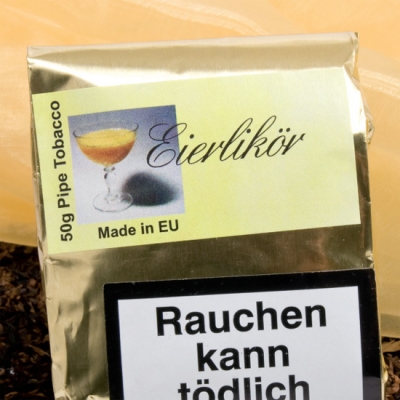 50g Pipe Tobacco
Eierlikör
Made in EU
Rauchen
kann
tödlich